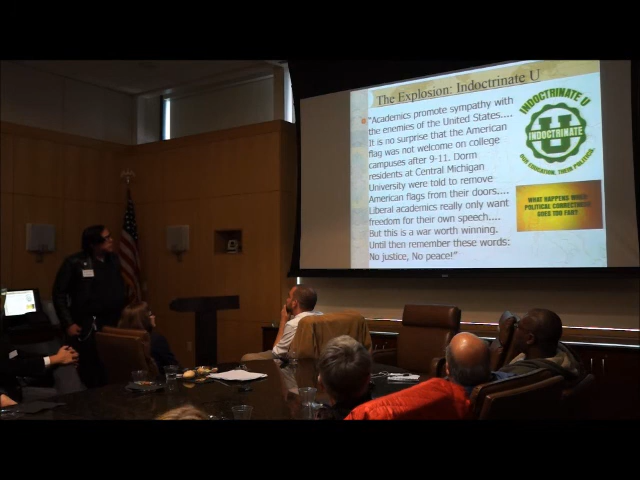 The Explosion: Indoctrinate U
"Academics promote sympathy with
the enemies of the United States....
It is no surprise that the American
flag was not welcome on college
campuses after 9-11. Dorm
residents at Central Michigan
University were told to remove
American flags from their doors....
Liberal academics really only want
freedom for their own speech....
But this is a war worth winning.
Until then remember these words:
No justice, No peace!"
INDOCTRINATE U
INDOCTRINATE
OUR EDUCATION. THEIR POLITICS.
WHAT HAPPENS WHEN
POLITICAL CORRECTNESS
GOES TOO FAR?